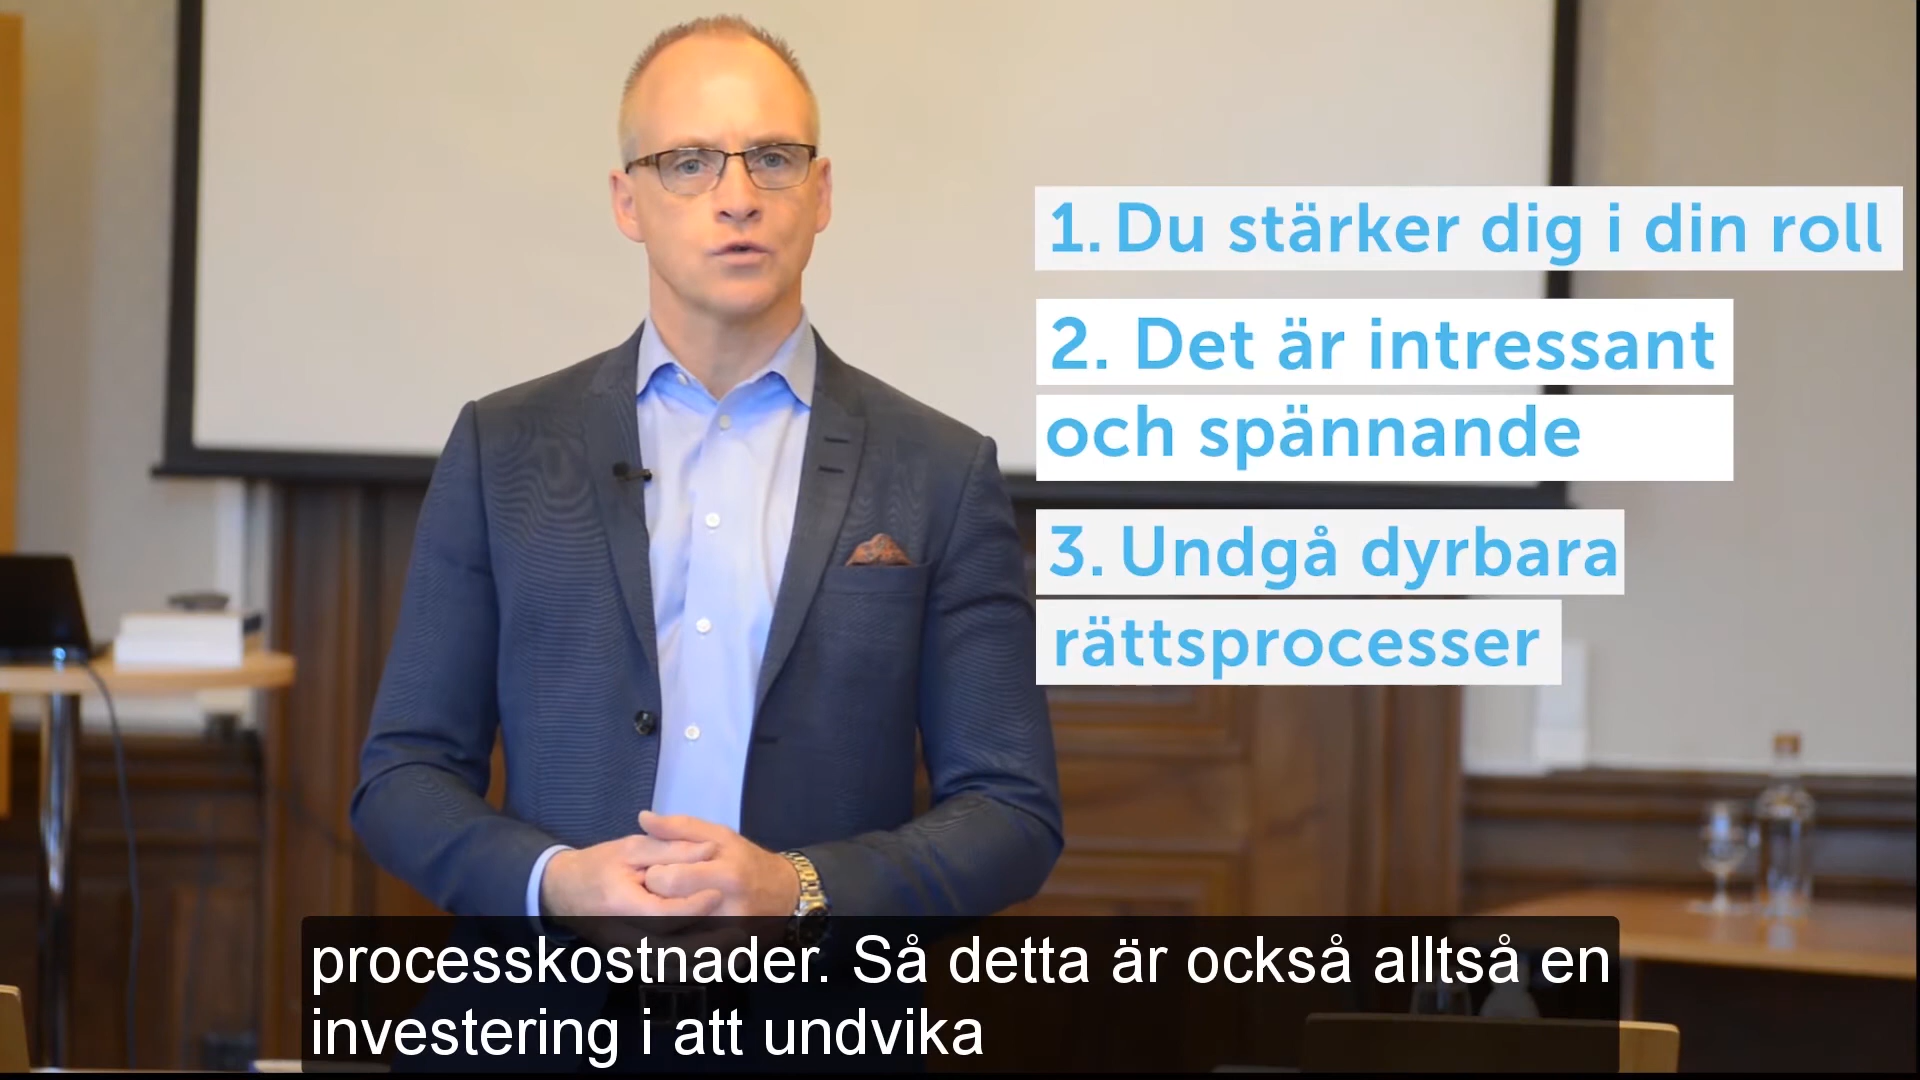 1. Du stärker dig i din roll
2. Det är intressant
och spännande
3. Undgå dyrbara
rättsprocesser
processkostnader. Så detta är också alltså en
investering i att undvika